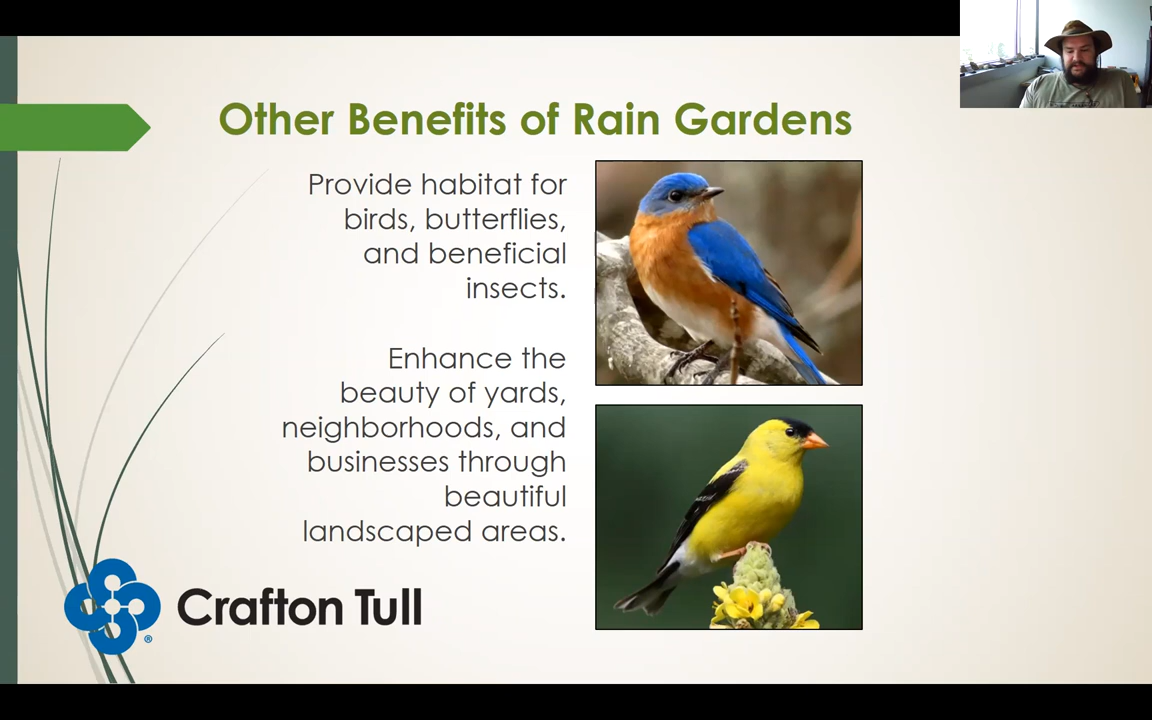 Other Benefits of Rain Gardens
Provide habitat for
birds, butterflies,
and beneficial
insects.
Enhance the
beauty of yards,
neighborhoods, and
businesses through
beautiful
landscaped areas.
®
Crafton Tull